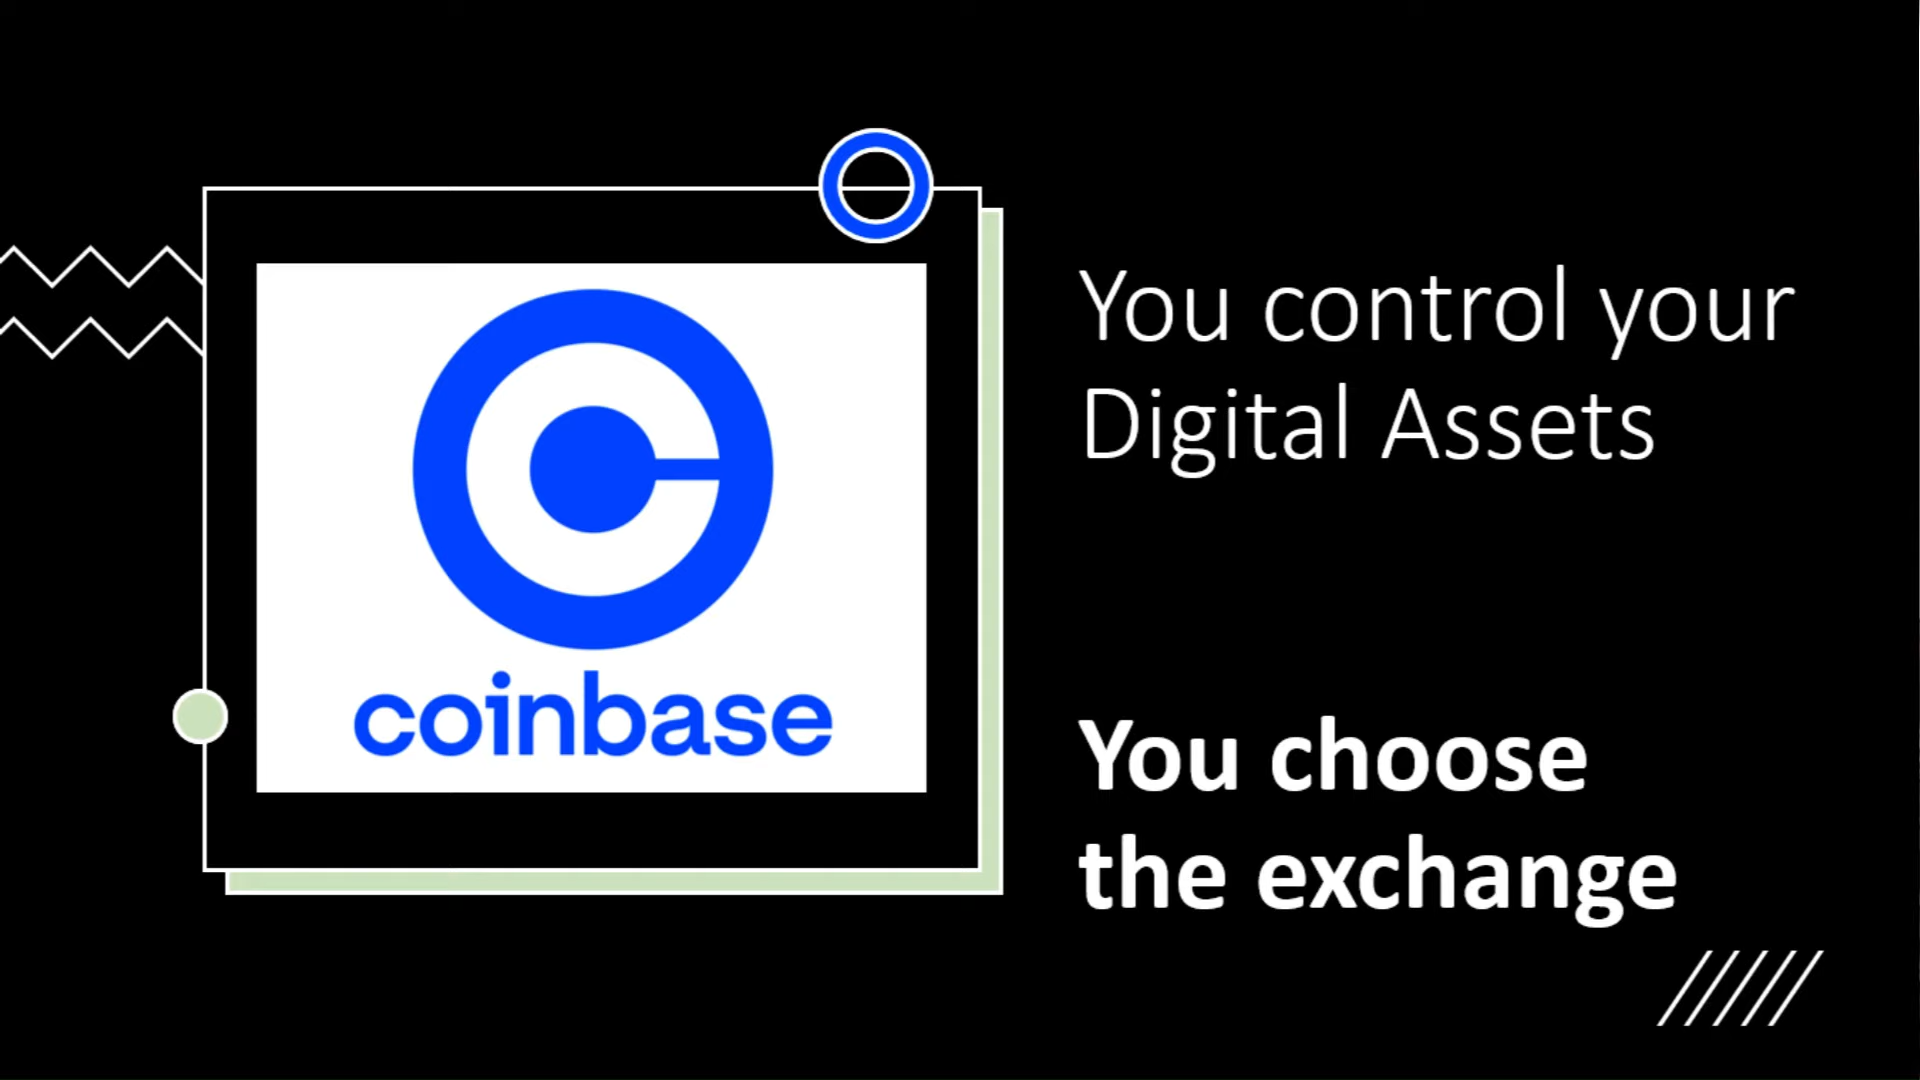 coinbase
You control your
Digital Assets
You choose
the exchange